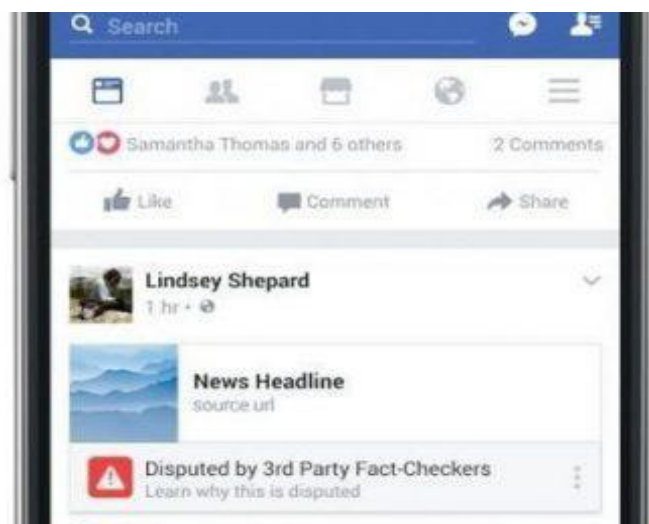 Search
Samantha Thomas and 6 others 2 Comments
Like Comment Share
Lindsey Shepard
1 hr
News Headline
source url
Disputed by 3rd Party Fact-Checkers
Learn why this is disputed